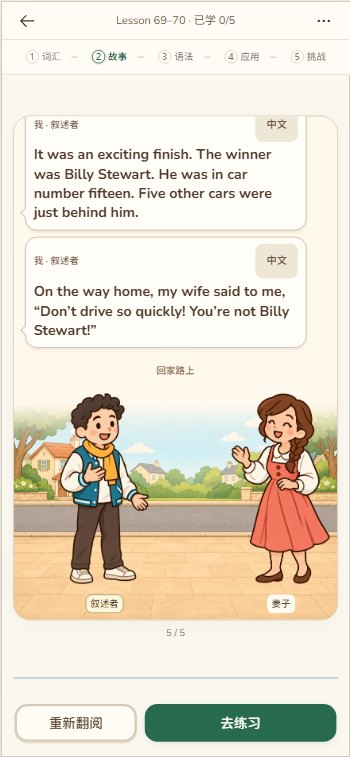 Lesson 69–70 · 已学 0/5
1 词汇 – 2 故事 – 3 语法 – 4 应用 – 5 挑战
我 · 叙述者 中文
It was an exciting finish. The winner
was Billy Stewart. He was in car
number fifteen. Five other cars were
just behind him.
我 · 叙述者 中文
On the way home, my wife said to me,
“Don’t drive so quickly! You’re not Billy
Stewart!”
回家路上
叙述者 妻子
5 / 5
重新翻阅 去练习